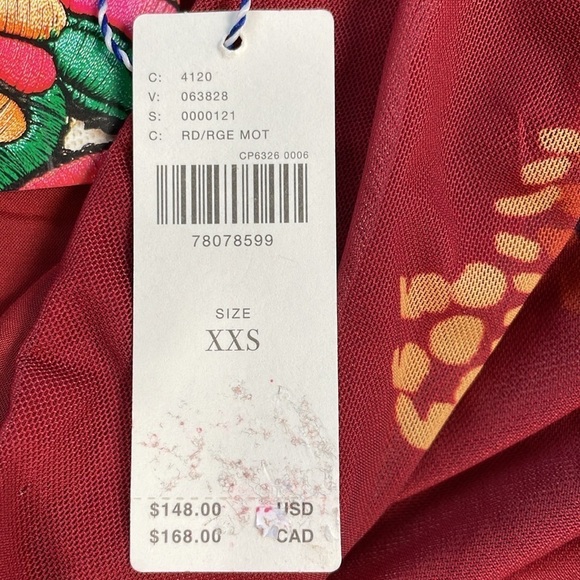 C: 4120
V: 063828
S: 0000121
C: RD/RGE MOT
CP6326 0006
78078599
SIZE
XXS
$148.00 USD
$168.00 CAD